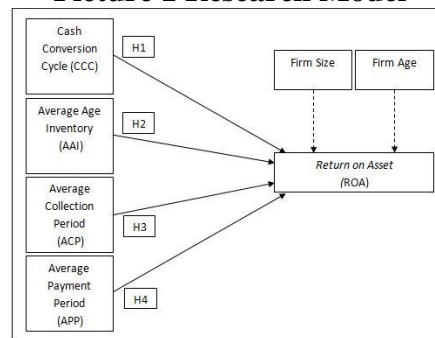 Picture 1 Research Model
Cash
Conversion
Cycle (CCC)
H1
Firm Size
Firm Age
Average Age
Inventory
(AAI)
H2
Return on Asset
(ROA)
Average
Collection
Period
(ACP)
H3
Average
Payment
Period
(APP)
H4